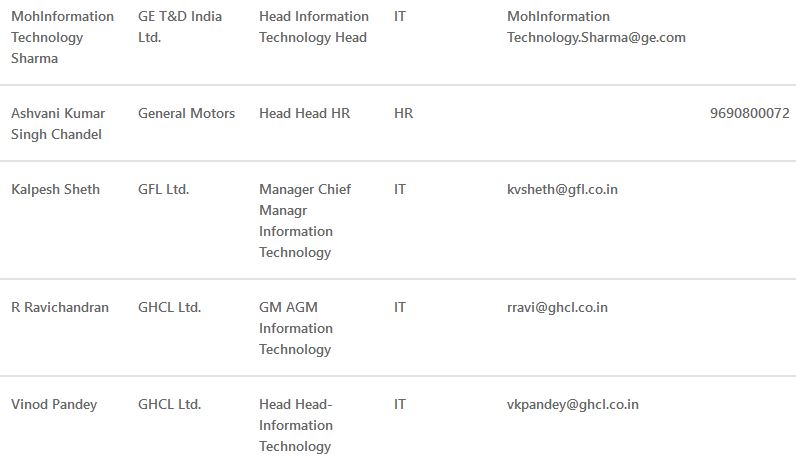 MohInformation GE T&D India Head Information IT MohInformation
Technology Ltd. Technology Head Technology.Sharma@ge.com
Sharma
Ashvani Kumar General Motors Head Head HR HR 9690800072
Singh Chandel
Kalpesh Sheth GFL Ltd. Manager Chief IT kvsheth@gfl.co.in
Managr
Information
Technology
R Ravichandran GHCL Ltd. GM AGM IT rravi@ghcl.co.in
Information
Technology
Vinod Pandey GHCL Ltd. Head Head- IT vkpandey@ghcl.co.in
Information
Technology